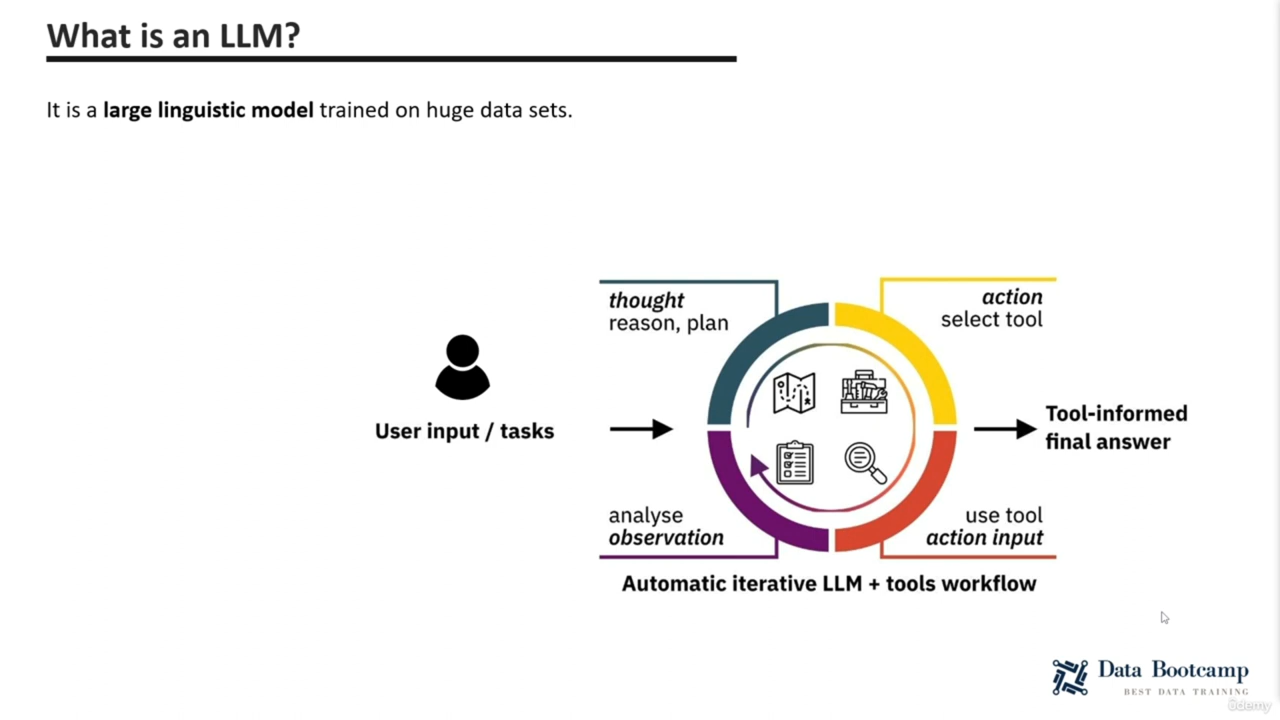 What is an LLM?
It is a large linguistic model trained on huge data sets.
thought
reason, plan
action
select tool
User input / tasks
Tool-informed
final answer
analyse
observation
use tool
action input
Automatic iterative LLM + tools workflow
Data Bootcamp
BEST DATA TRAINING
ûdemy